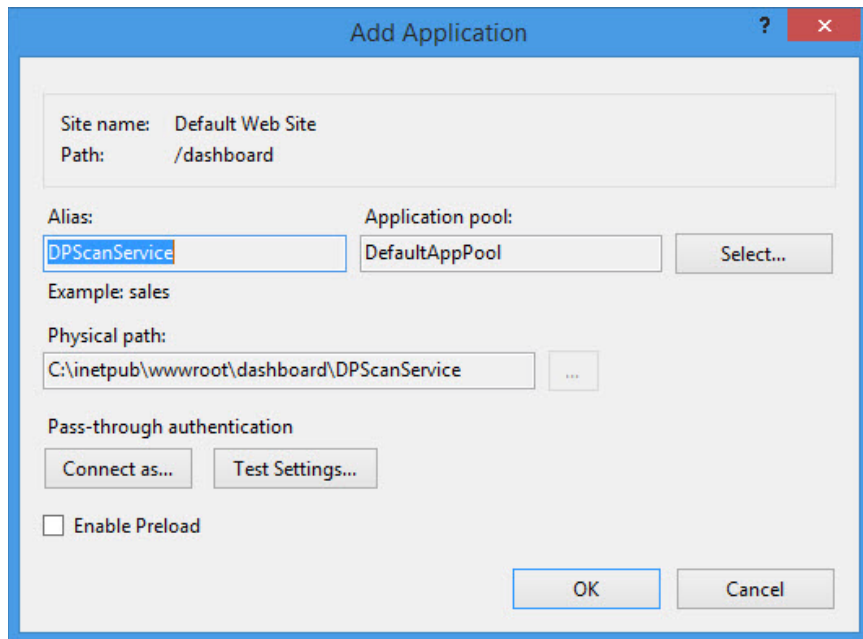 Add Application
?
Site name: Default Web Site
Path: /dashboard
Alias: Application pool:
DPScanService DefaultAppPool Select...
Example: sales
Physical path:
C:\inetpub\wwwroot\dashboard\DPScanService ...
Pass-through authentication
Connect as... Test Settings...
Enable Preload
OK Cancel